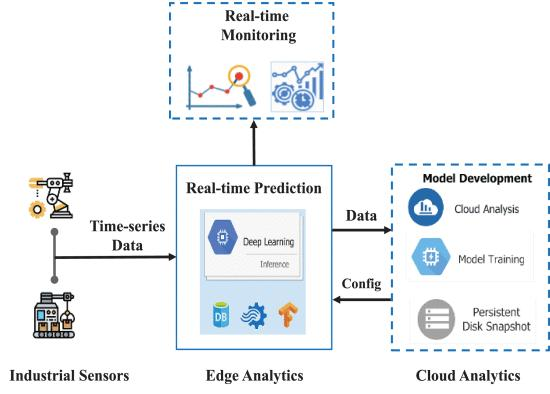 Real-time
Monitoring
Real-time Prediction
Deep Learning
Inference
DB
Time-series
Data
Data
Config
Model Development
Cloud Analysis
Model Training
Persistent
Disk Snapshot
Industrial Sensors
Edge Analytics
Cloud Analytics